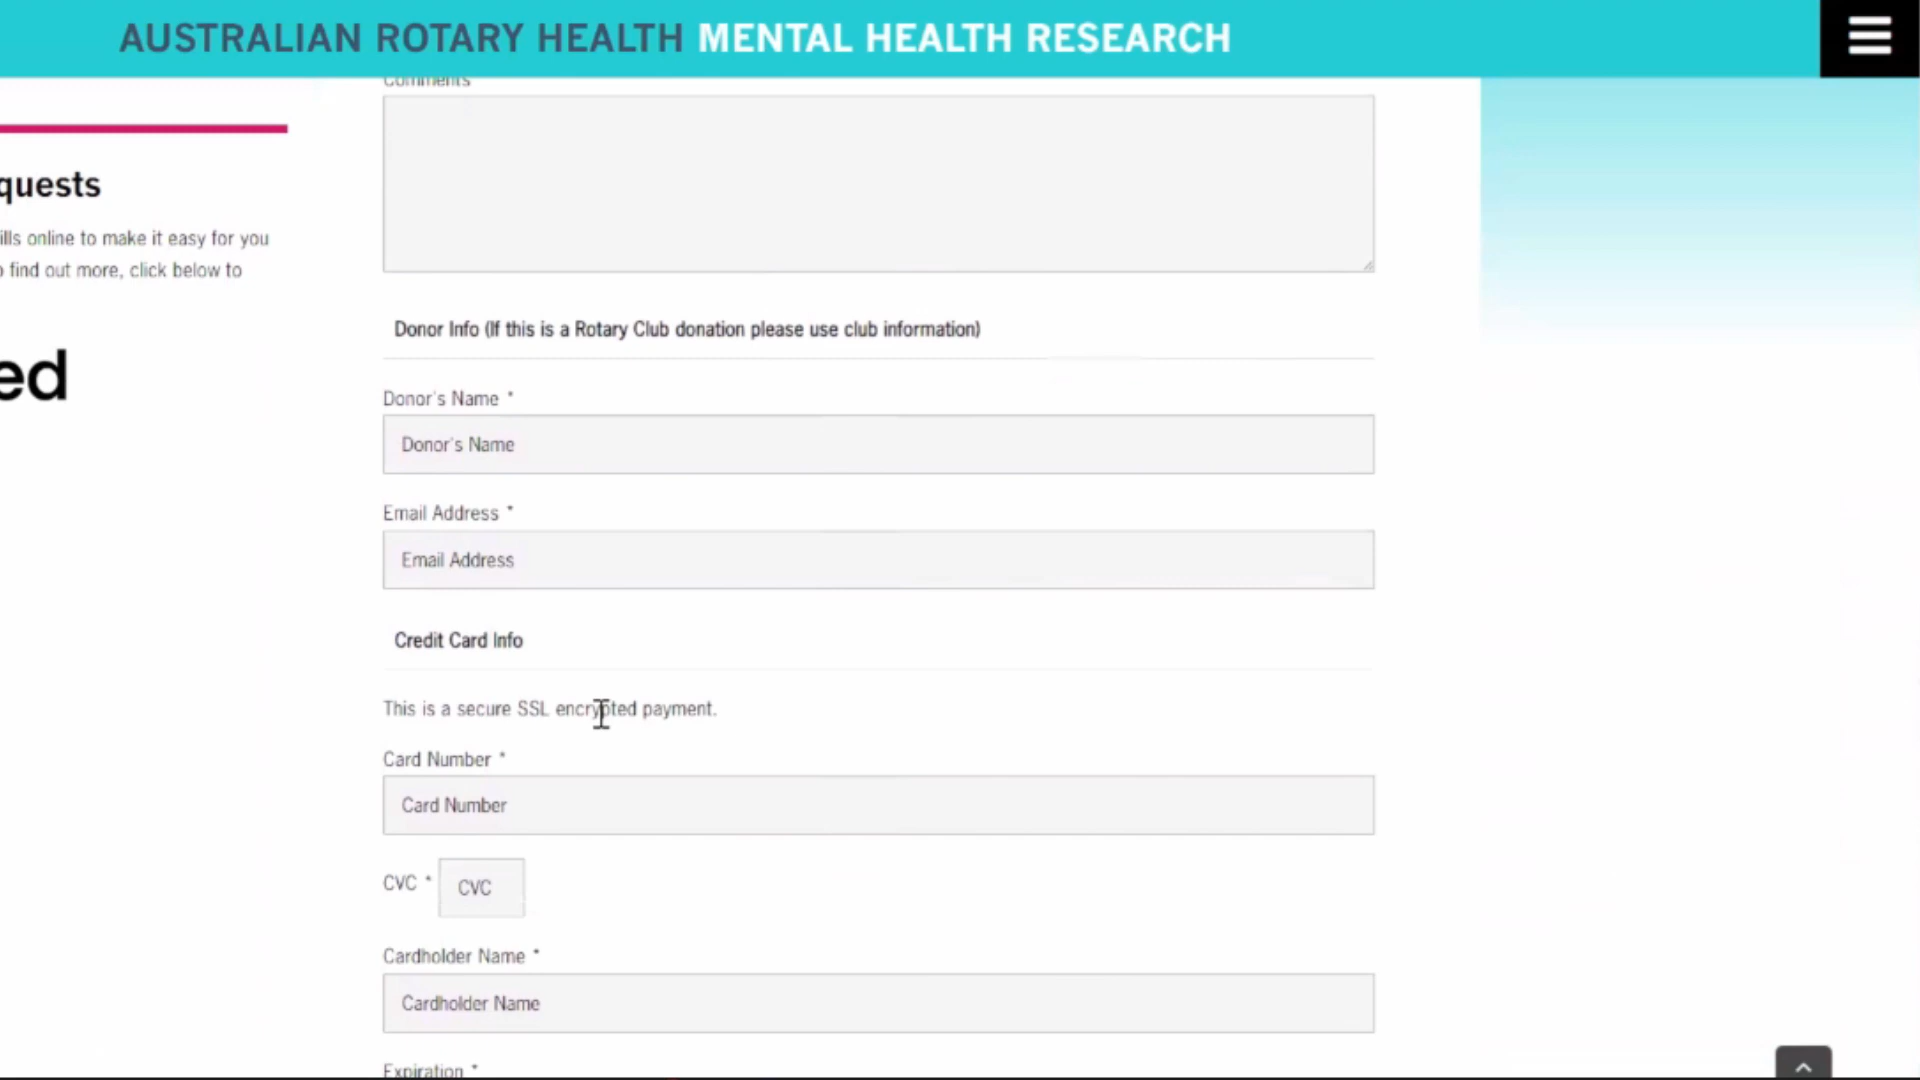 AUSTRALIAN ROTARY HEALTH MENTAL HEALTH RESEARCH
Comments
quests
ills online to make it easy for you
find out more, click below to
ed
Donor Info (If this is a Rotary Club donation please use club information)
Donor's Name *
Donor's Name
Email Address *
Email Address
Credit Card Info
This is a secure SSL encrypted payment.
Card Number *
Card Number
CVC *
CVC
Cardholder Name *
Cardholder Name
Expiration *